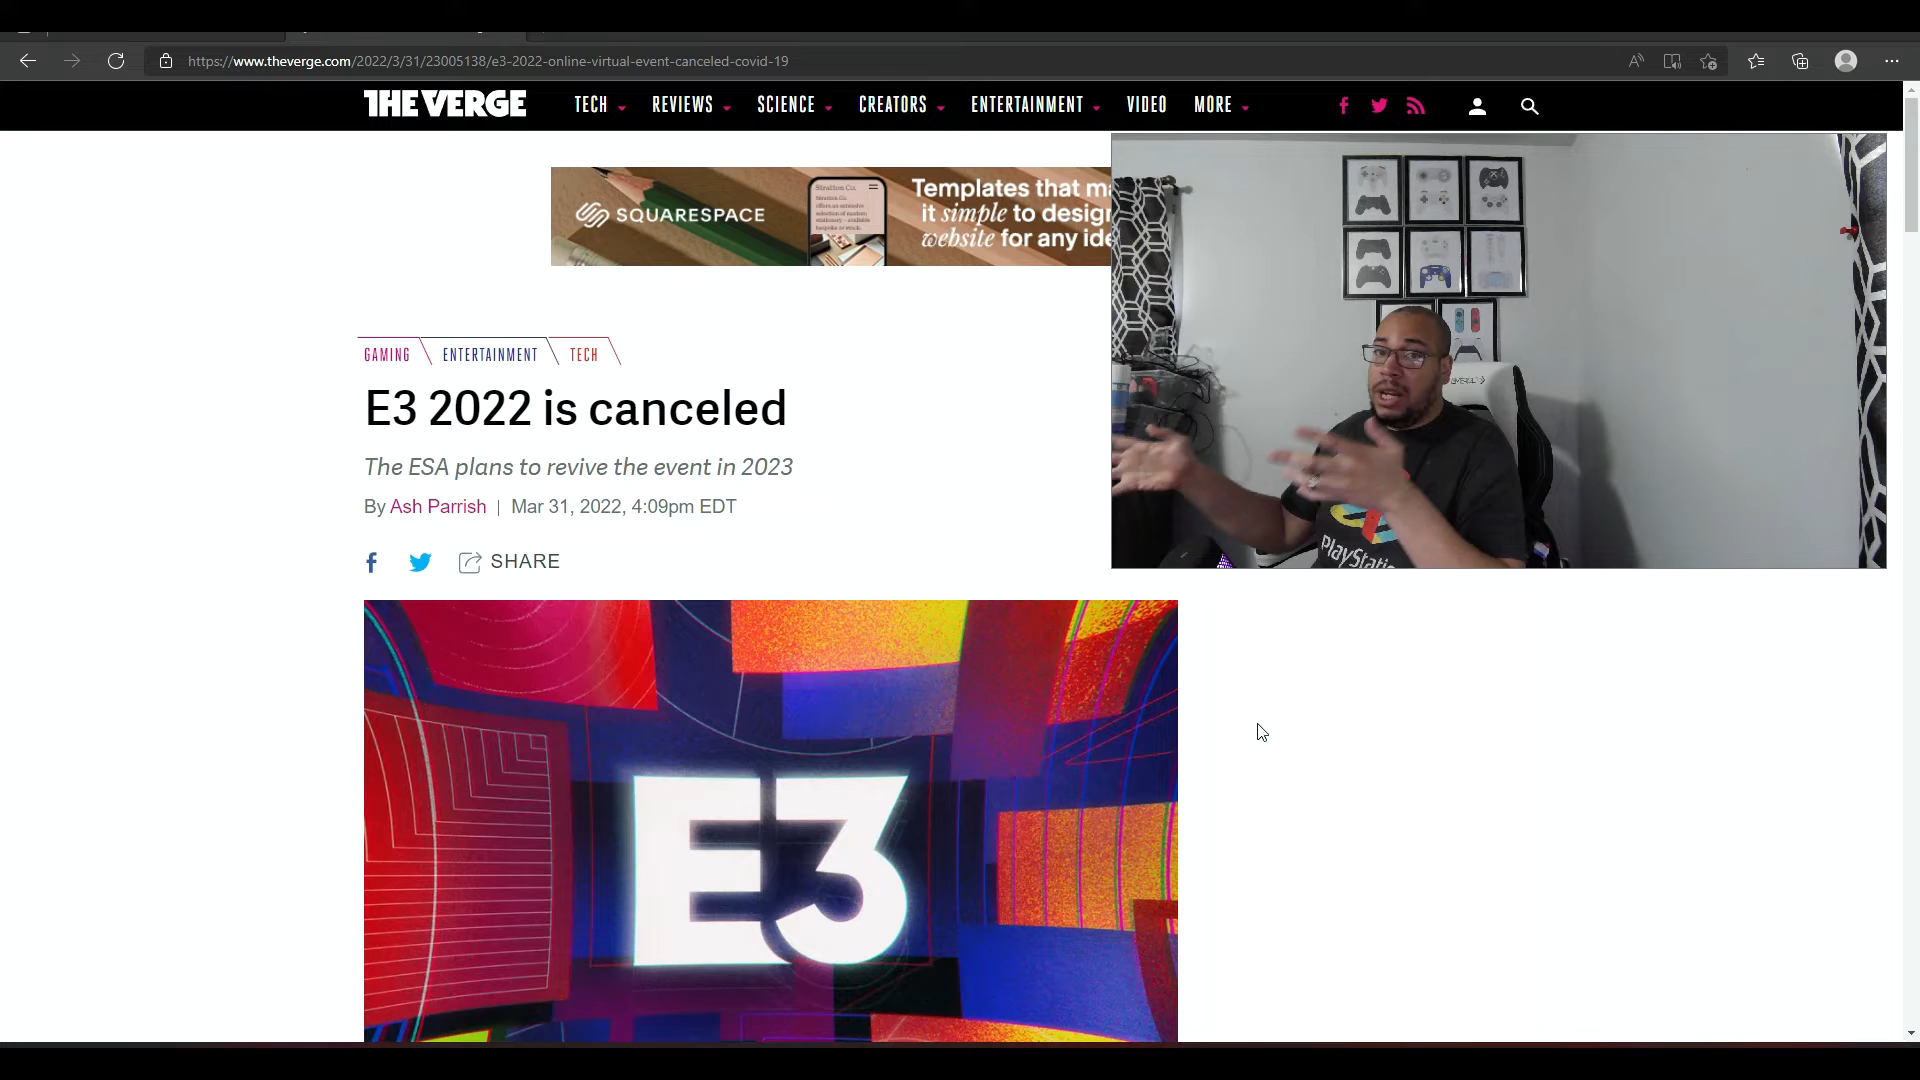 https://www.theverge.com/2022/3/31/23005138/e3-2022-online-virtual-event-canceled-covid-19
THE VERGE TECH REVIEWS SCIENCE CREATORS ENTERTAINMENT VIDEO MORE
SQUARESPACE
Stratton Co.
Templates that
it simple to
website for any
GAMING ENTERTAINMENT TECH
E3 2022 is canceled
The ESA plans to revive the event in 2023
By Ash Parrish | Mar 31, 2022, 4:09pm EDT
SHARE
E3